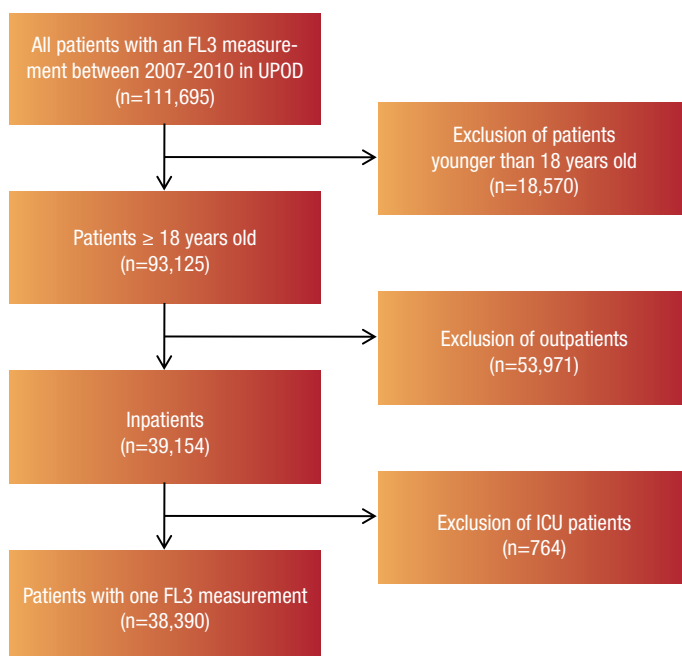 All patients with an FL3 measure-
ment between 2007-2010 in UPOD
(n=111,695)
Exclusion of patients
younger than 18 years old
(n=18,570)
Patients ≥ 18 years old
(n=93,125)
Exclusion of outpatients
(n=53,971)
Inpatients
(n=39,154)
Exclusion of ICU patients
(n=764)
Patients with one FL3 measurement
(n=38,390)